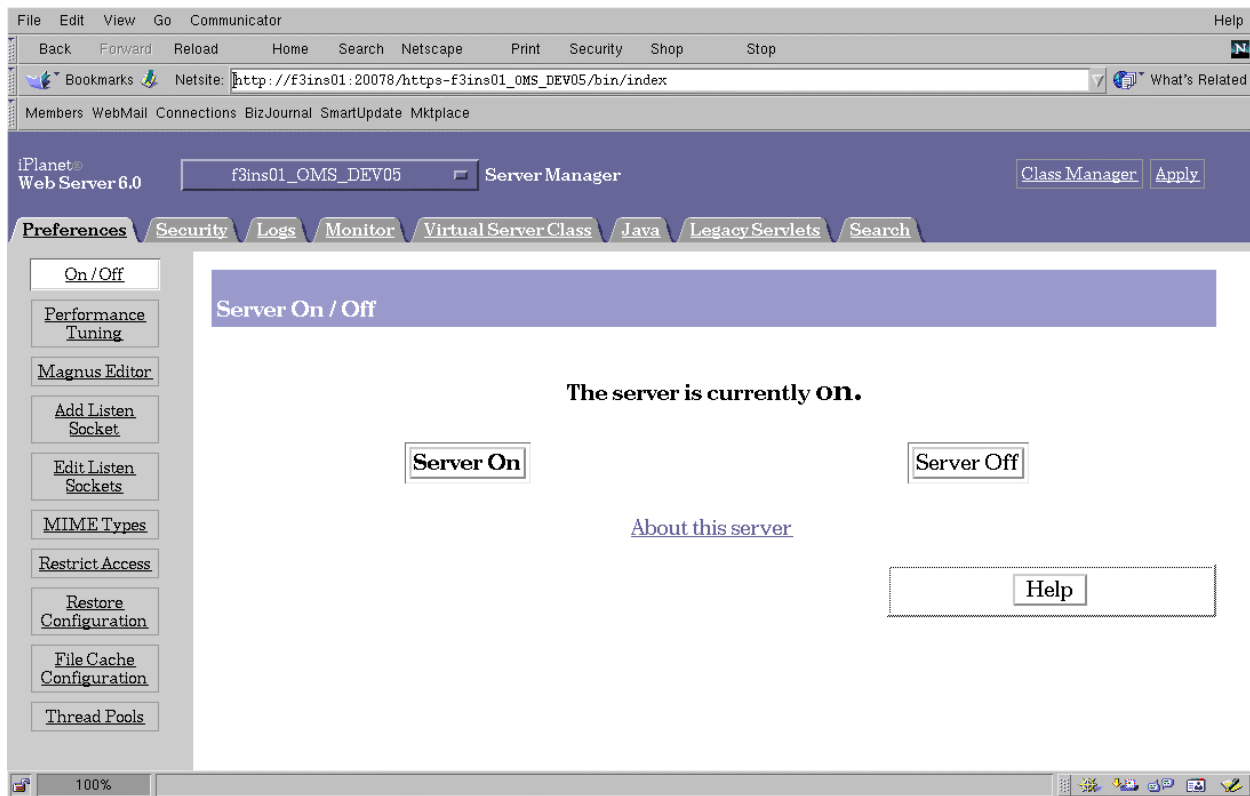 File Edit View Go Communicator Help
Back Forward Reload Home Search Netscape Print Security Shop Stop
N
Bookmarks Netsite: http://f3ins01:20078/https-f3ins01_OMS_DEV05/bin/index What's Related
Members WebMail Connections BizJournal SmartUpdate Mktplace
iPlanet®
Web Server 6.0
f3ins01_OMS_DEV05 Server Manager Class Manager Apply
Preferences Security Logs Monitor Virtual Server Class Java Legacy Servlets Search
On / Off
Performance
Tuning
Magnus Editor
Add Listen
Socket
Edit Listen
Sockets
MIME Types
Restrict Access
Restore
Configuration
File Cache
Configuration
Thread Pools
Server On / Off
The server is currently on.
Server On Server Off
About this server
Help
100%